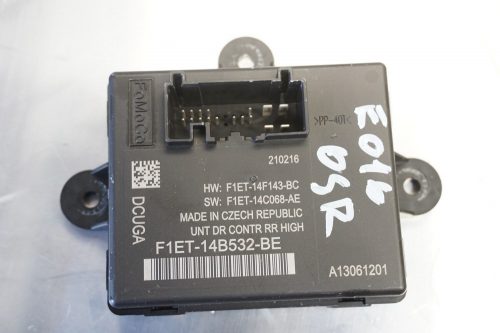 FoMoCo
>PP-40T<
210216
HW: F1ET-14F143-BC
SW: F1ET-14C068-AE
MADE IN CZECH REPUBLIC
UNT DR CONTR RR HIGH
F1ET-14B532-BE
DCUGA
A13061201
E016
OSR